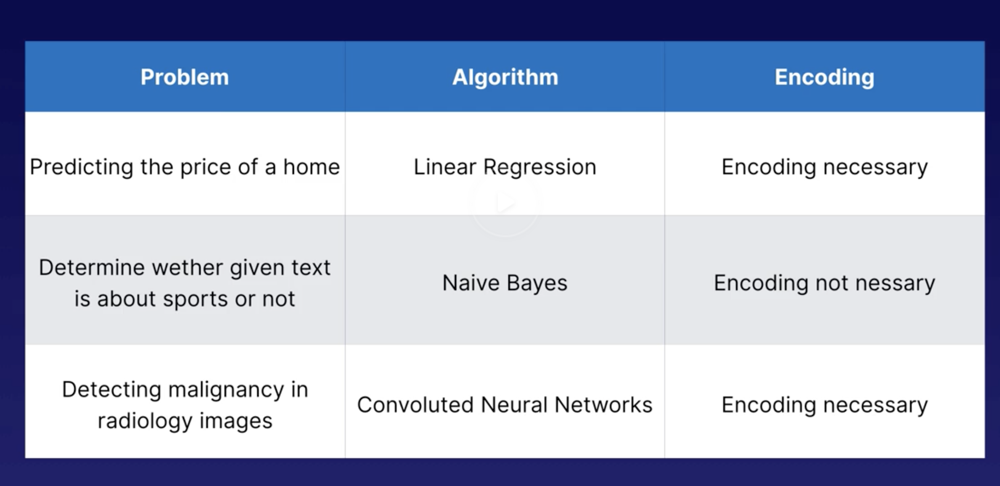 Problem
Algorithm
Encoding
Predicting the price of a home
Linear Regression
Encoding necessary
Determine wether given text
is about sports or not
Naive Bayes
Encoding not nessary
Detecting malignancy in
radiology images
Convoluted Neural Networks
Encoding necessary